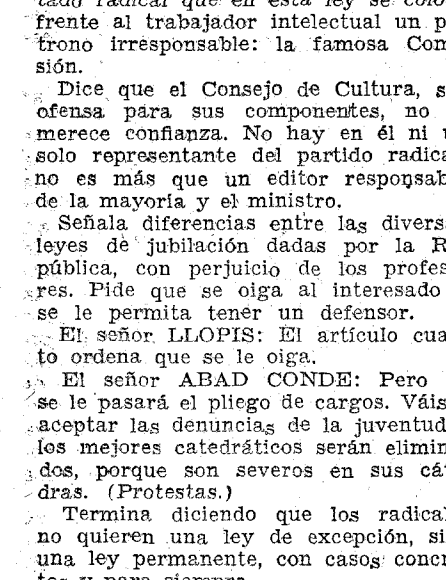 tado radical que en esta ley se colo
frente al trabajador intelectual un p
trono irresponsable: la famosa Com
sión.
Dice que el Consejo de Cultura, s
ofensa para sus componentes, no
merece confianza. No hay en él ni u
solo representante del partido radica
no es más que un editor responsab
de la mayoría y el ministro.
Señala diferencias entre las divers
leyes de jubilación dadas por la R
pública, con perjuicio de los profes
res. Pide que se oiga al interesado
se le permita tener un defensor.
El señor LLOPIS: El artículo cua
to ordena que se le oiga.
El señor ABAD CONDE: Pero
se le pasará el pliego de cargos. Váis
aceptar las denuncias de la juventud
los mejores catedráticos serán elimin
dos, porque son severos en sus cá
dras. (Protestas.)
Termina diciendo que los radical
no quieren una ley de excepción, si
una ley permanente, con casos concr
tos y para siempre.